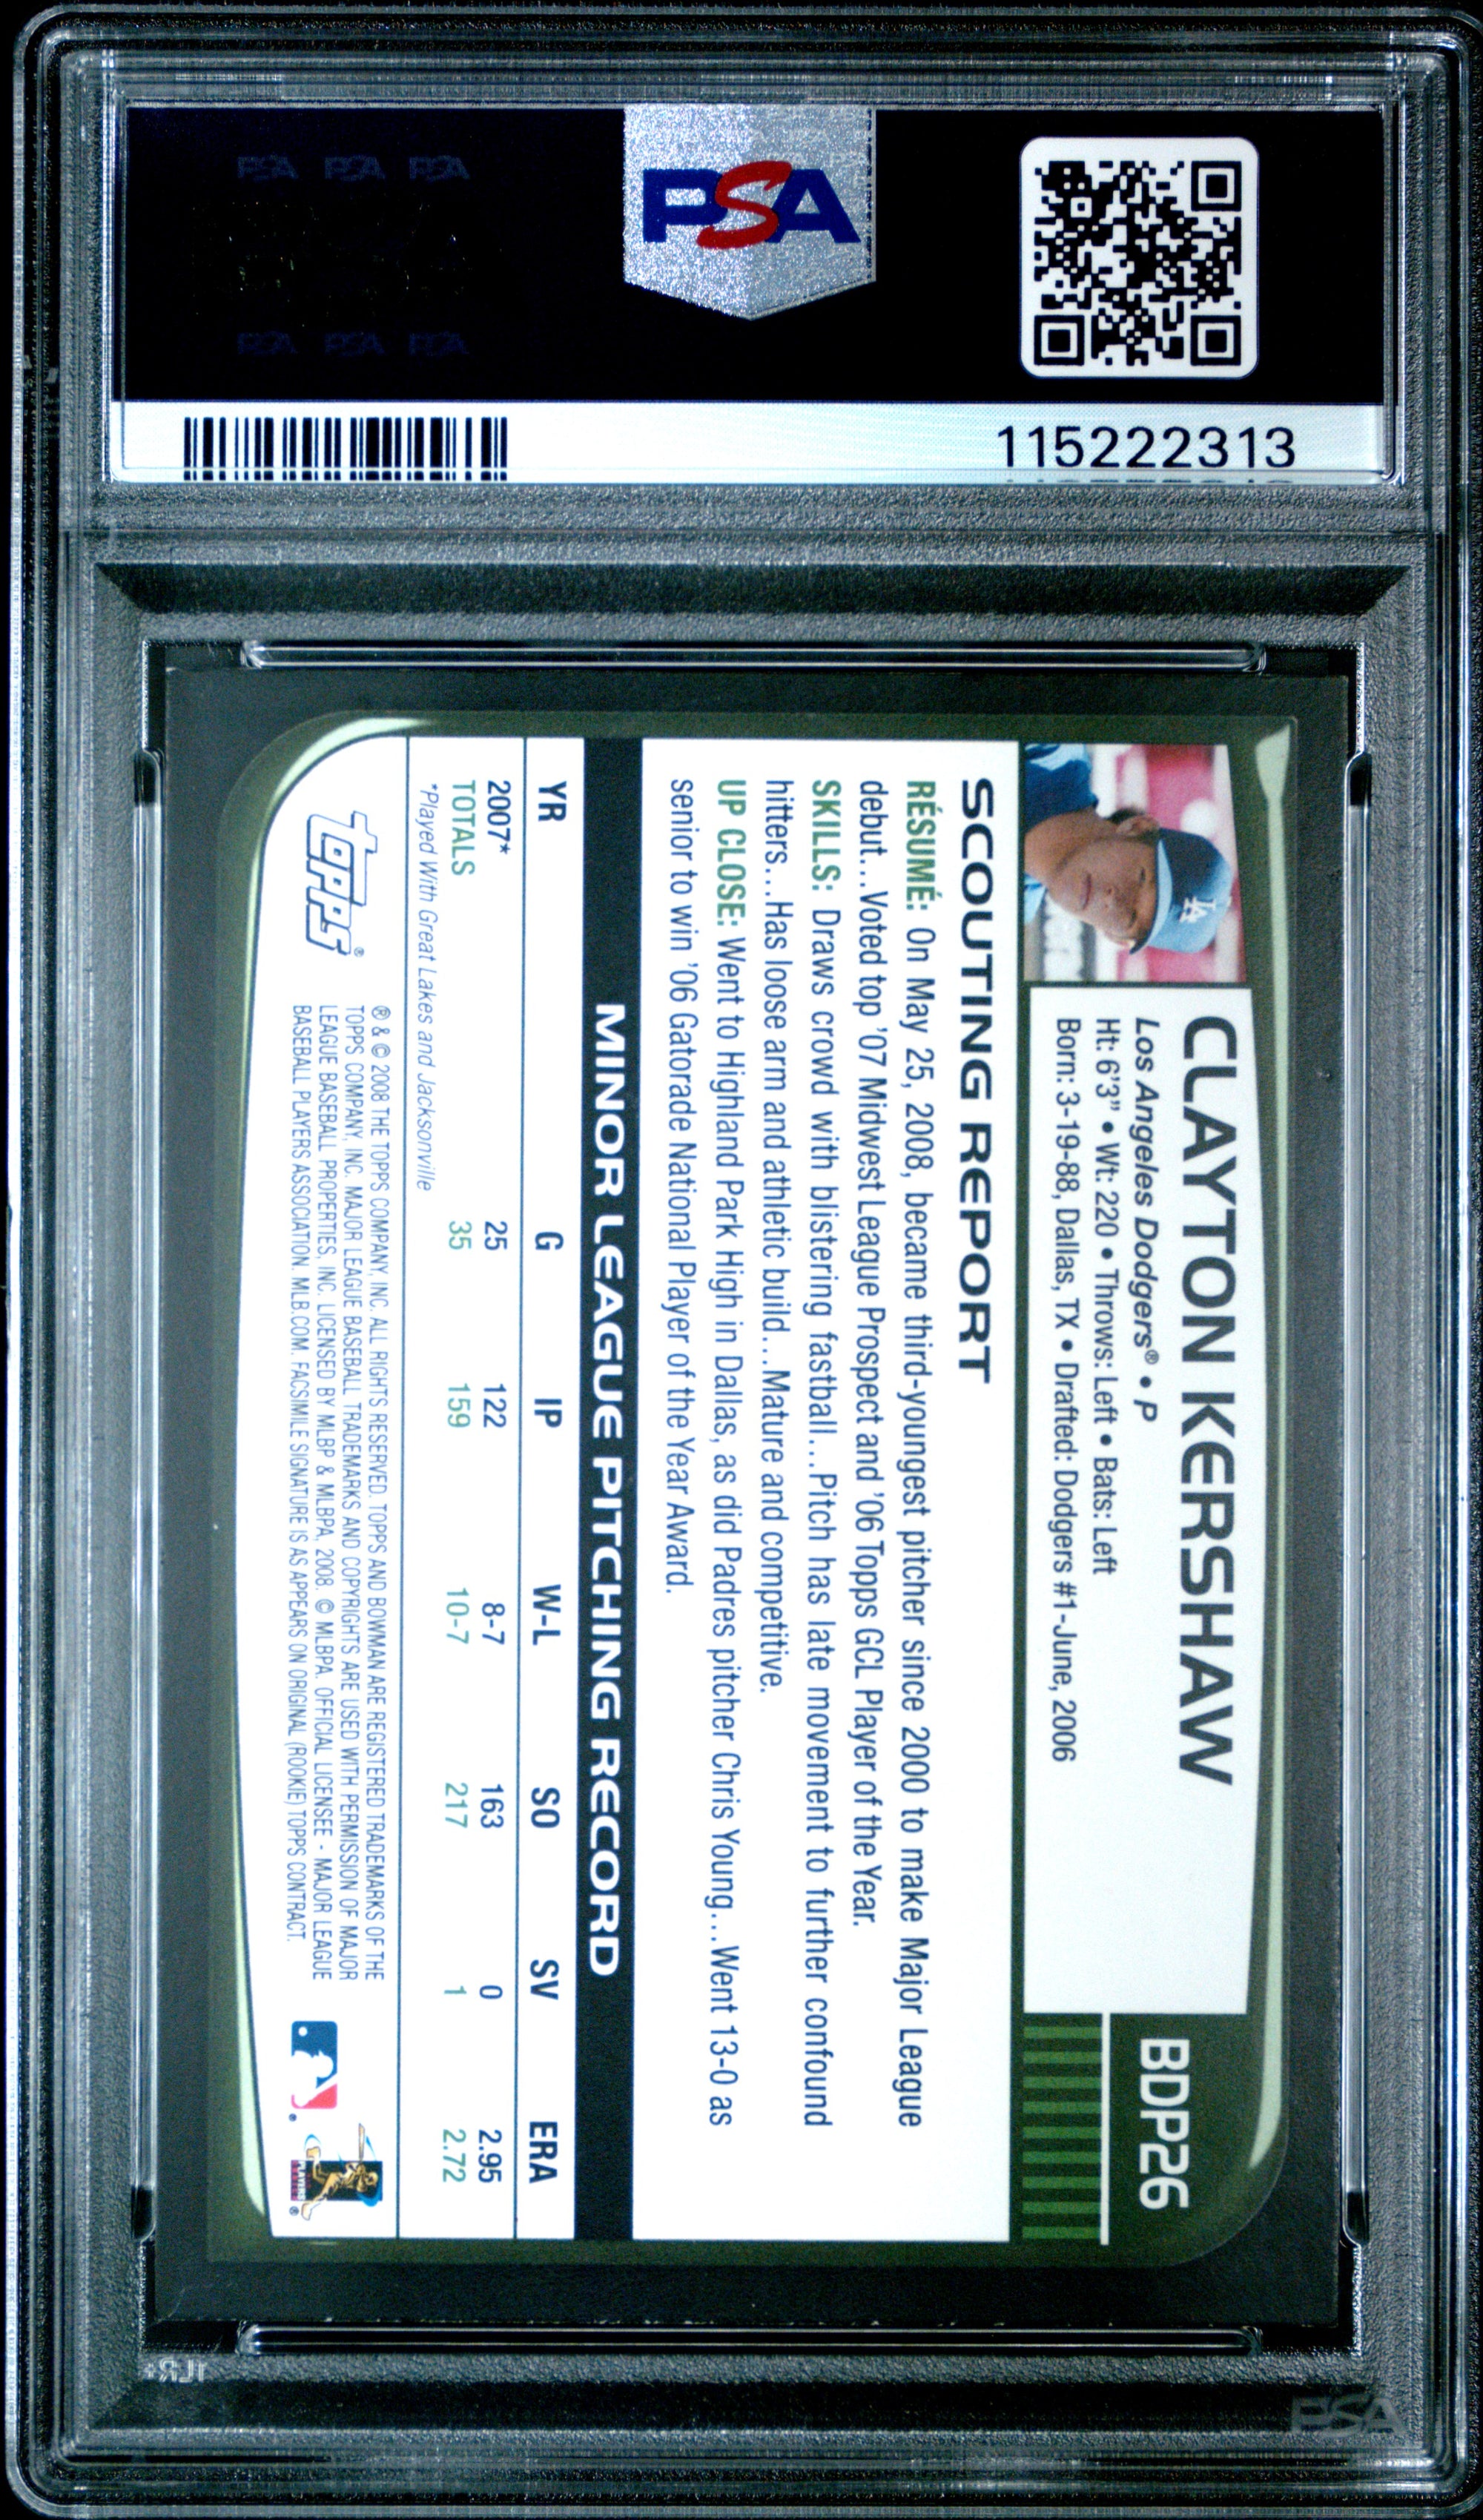 PSA PSA PSA
PSA
PSA PSA PSA
115222313
CLAYTON KERSHAW
BDP26
Los Angeles Dodgers® • P
Ht: 6'3" • Wt: 220 • Throws: Left • Bats: Left
Born: 3-19-88, Dallas, TX • Drafted: Dodgers #1-June, 2006
LA
SCOUTING REPORT
RÉSUMÉ: On May 25, 2008, became third-youngest pitcher since 2000 to make Major League
debut...Voted top '07 Midwest League Prospect and '06 Topps GCL Player of the Year.
SKILLS: Draws crowd with blistering fastball...Pitch has late movement to further confound
hitters...Has loose arm and athletic build...Mature and competitive.
UP CLOSE: Went to Highland Park High in Dallas, as did Padres pitcher Chris Young...Went 13-0 as
senior to win '06 Gatorade National Player of the Year Award.
MINOR LEAGUE PITCHING RECORD
YR G IP W-L SO SV ERA
2007* 25 122 8-7 163 0 2.95
TOTALS 35 159 10-7 217 1 2.72
*Played With Great Lakes and Jacksonville
Topps®
® & © 2008 THE TOPPS COMPANY, INC. ALL RIGHTS RESERVED. TOPPS AND BOWMAN ARE REGISTERED TRADEMARKS OF THE
TOPPS COMPANY, INC. MAJOR LEAGUE BASEBALL TRADEMARKS AND COPYRIGHTS ARE USED WITH PERMISSION OF MAJOR
LEAGUE BASEBALL PROPERTIES, INC. LICENSED BY MLBP & MLBPA, 2008. © MLBPA. OFFICIAL LICENSEE - MAJOR LEAGUE
BASEBALL PLAYERS ASSOCIATION. MLB.COM. FACSIMILE SIGNATURE IS AS APPEARS ON ORIGINAL (ROOKIE) TOPPS CONTRACT.
PSA